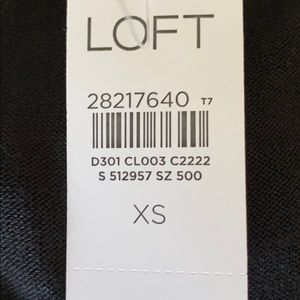 LOFT
28217640 T7
D301 CL003 C2222
S 512957 SZ 500
XS